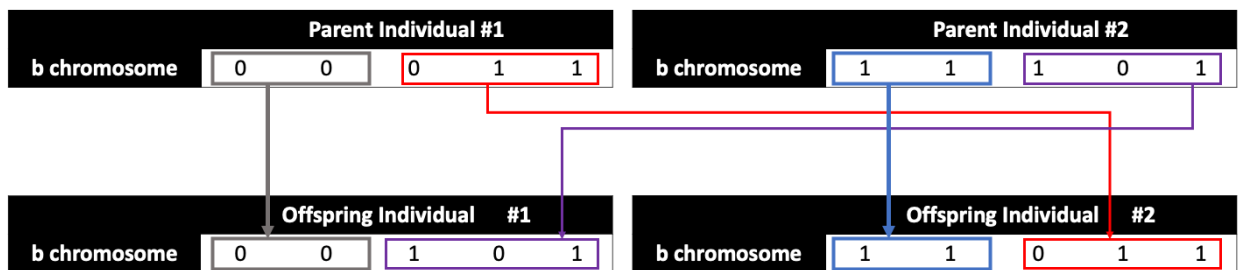 Parent Individual #1
b chromosome 0 0 0 1 1
Parent Individual #2
b chromosome 1 1 1 0 1
Offspring Individual #1
b chromosome 0 0 1 0 1
Offspring Individual #2
b chromosome 1 1 0 1 1